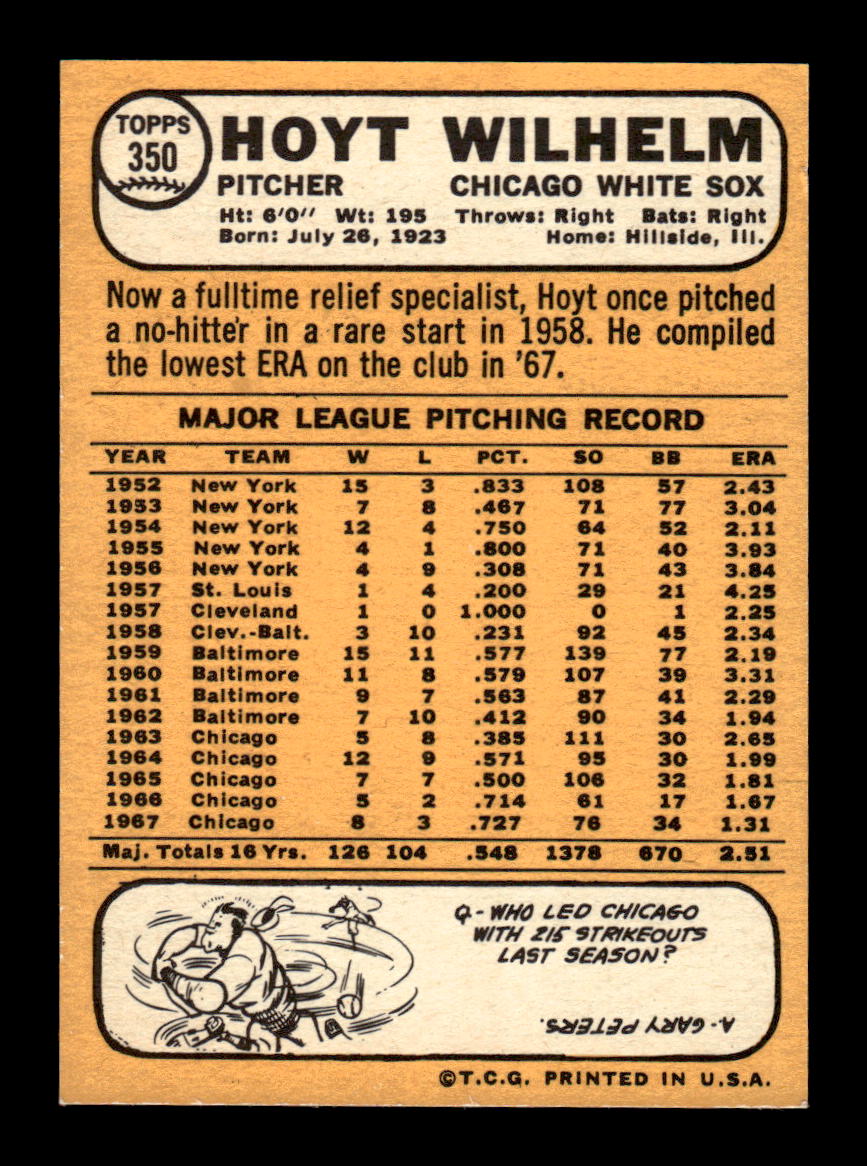 TOPPS
350
HOYT WILHELM
PITCHER CHICAGO WHITE SOX
Ht: 6'0" Wt: 195 Throws: Right Bats: Right
Born: July 26, 1923 Home: Hillside, Ill.
Now a fulltime relief specialist, Hoyt once pitched
a no-hitter in a rare start in 1958. He compiled
the lowest ERA on the club in '67.
MAJOR LEAGUE PITCHING RECORD
YEAR TEAM W L PCT. SO BB ERA
1952 New York 15 3 .833 108 57 2.43
1953 New York 7 8 .467 71 77 3.04
1954 New York 12 4 .750 64 52 2.11
1955 New York 4 1 .800 71 40 3.93
1956 New York 4 9 .308 71 43 3.84
1957 St. Louis 1 4 .200 29 21 4.25
1957 Cleveland 1 0 1.000 0 1 2.25
1958 Clev.-Balt. 3 10 .231 92 45 2.34
1959 Baltimore 15 11 .577 139 77 2.19
1960 Baltimore 11 8 .579 107 39 3.31
1961 Baltimore 9 7 .563 87 41 2.29
1962 Baltimore 7 10 .412 90 34 1.94
1963 Chicago 5 8 .385 111 30 2.65
1964 Chicago 12 9 .571 95 30 1.99
1965 Chicago 7 7 .500 106 32 1.81
1966 Chicago 5 2 .714 61 17 1.67
1967 Chicago 8 3 .727 76 34 1.31
Maj. Totals 16 Yrs. 126 104 .548 1378 670 2.51
Q-WHO LED CHICAGO
WITH 215 STRIKEOUTS
LAST SEASON?
A-GARY PETERS.
©T.C.G. PRINTED IN U.S.A.